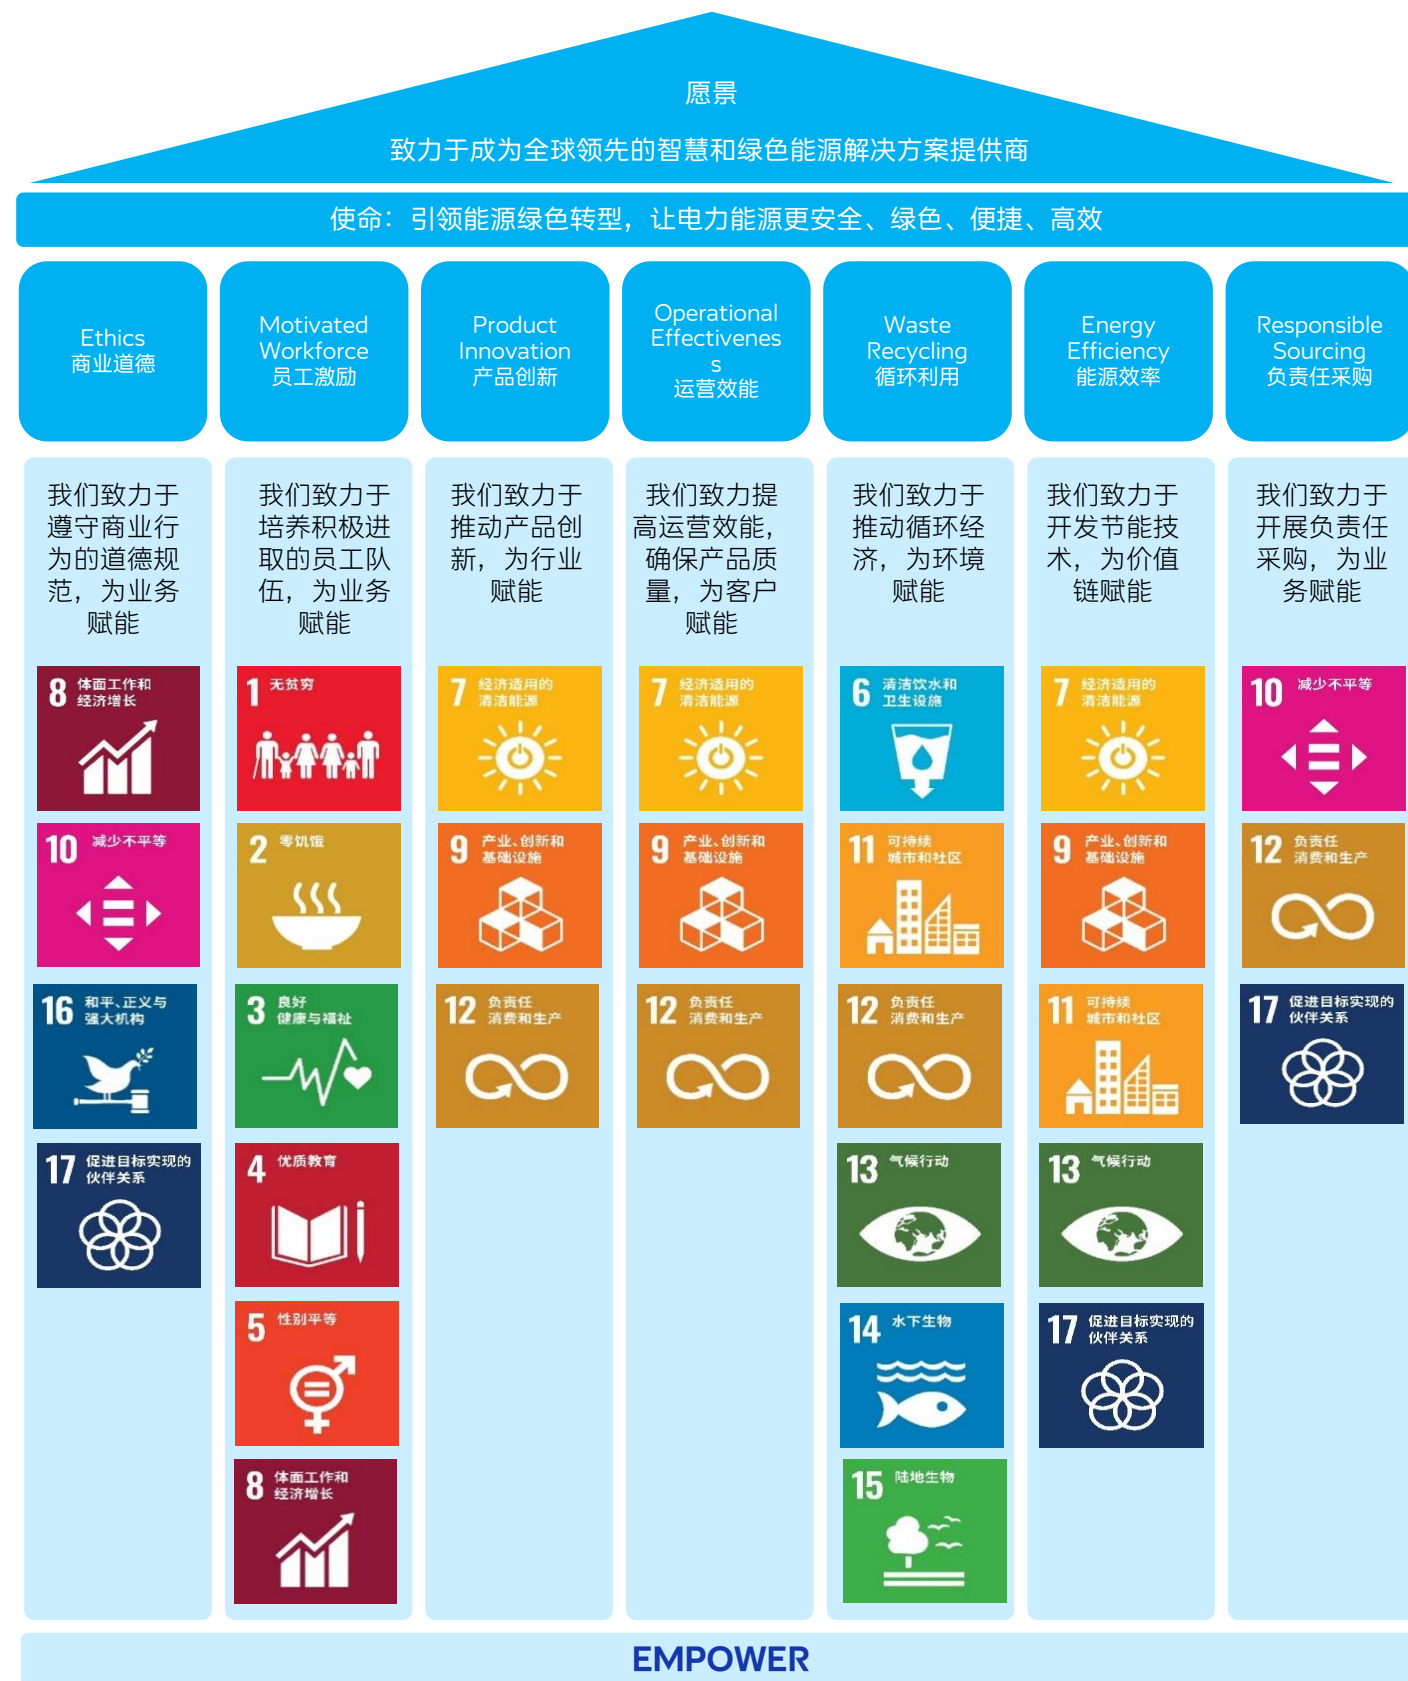 愿景
致力于成为全球领先的智慧和绿色能源解决方案提供商
使命：引领能源绿色转型，让电力能源更安全、绿色、便捷、高效
Ethics
商业道德
Motivated
Workforce
员工激励
Product
Innovation
产品创新
Operational
Effectivenes
s
运营效能
Waste
Recycling
循环利用
Energy
Efficiency
能源效率
Responsible
Sourcing
负责任采购
我们致力于
遵守商业行
为的道德规
范，为业务
赋能
8 体面工作和
经济增长
10 减少不平等
16 和平、正义与
强大机构
17 促进目标实现的
伙伴关系
我们致力于
培养积极进
取的员工队
伍，为业务
赋能
1 无贫穷
2 零饥饿
3 良好
健康与福祉
4 优质教育
5 性别平等
8 体面工作和
经济增长
我们致力于
推动产品创
新，为行业
赋能
7 经济适用的
清洁能源
9 产业、创新和
基础设施
12 负责任
消费和生产
我们致力提
高运营效能，
确保产品质
量，为客户
赋能
7 经济适用的
清洁能源
9 产业、创新和
基础设施
12 负责任
消费和生产
我们致力于
推动循环经
济，为环境
赋能
6 清洁饮水和
卫生设施
11 可持续
城市和社区
12 负责任
消费和生产
13 气候行动
14 水下生物
15 陆地生物
我们致力于
开发节能技
术，为价值
链赋能
7 经济适用的
清洁能源
9 产业、创新和
基础设施
11 可持续
城市和社区
13 气候行动
17 促进目标实现的
伙伴关系
我们致力于
开展负责任
采购，为业
务赋能
10 减少不平等
12 负责任
消费和生产
17 促进目标实现的
伙伴关系
EMPOWER